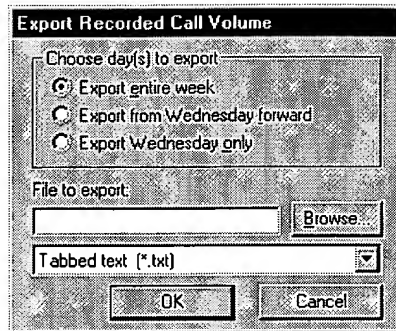 Export Recorded Call Volume
Choose day(s) to export
Export entire week
Export from Wednesday forward
Export Wednesday only
File to export:
Browse...
Tabbed text (*.txt)
OK
Cancel